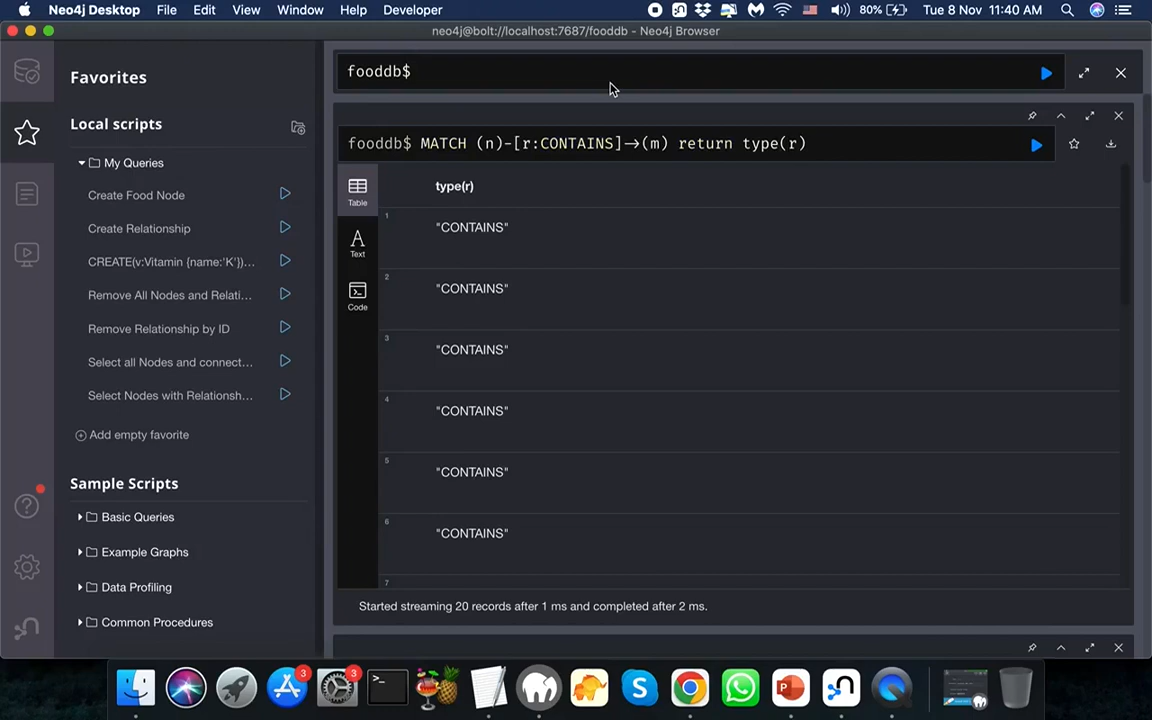 Neo4j Desktop File Edit View Window Help Developer 80% Tue 8 Nov 11:40 AM
neo4j@bolt://localhost:7687/fooddb - Neo4j Browser
Favorites
fooddb$
Local scripts
fooddb$ MATCH (n)-[r:CONTAINS]→(m) return type(r)
My Queries
Table
type(r)
Create Food Node
1
"CONTAINS"
Create Relationship
Text
CREATE(v:Vitamin {name:'K'})...
2
"CONTAINS"
Remove All Nodes and Relati...
Code
Remove Relationship by ID
3
"CONTAINS"
Select all Nodes and connect...
Select Nodes with Relationsh...
4
"CONTAINS"
Add empty favorite
5
"CONTAINS"
Sample Scripts
Basic Queries
6
"CONTAINS"
Example Graphs
Data Profiling
7
Common Procedures
Started streaming 20 records after 1 ms and completed after 2 ms.
3
3